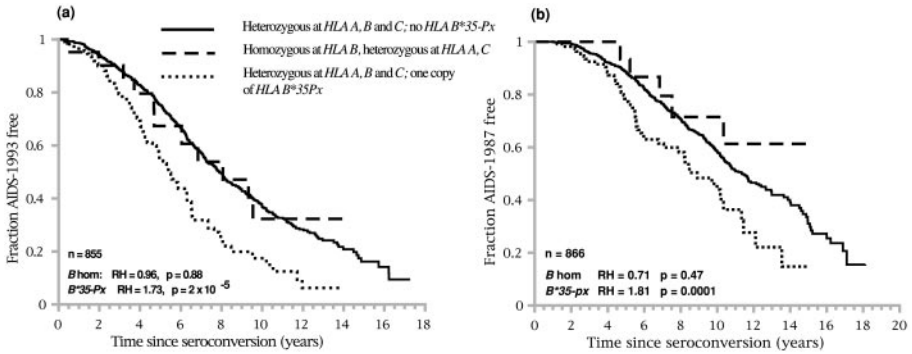 (a)
Heterozygous at HLA A, B and C; no HLA B*35-Px
Homozygous at HLA B, heterozygous at HLA A, C
Heterozygous at HLA A, B and C; one copy
of HLA B*35Px
Fraction AIDS-1993 free
1
0.8
0.6
0.4
0.2
0
n = 855
B hom: RH = 0.96, p = 0.88
B*35-Px RH = 1.73, p = 2 x 10 -5
0 2 4 6 8 10 12 14 16 18
Time since seroconversion (years)
(b)
Fraction AIDS-1987 free
1
0.8
0.6
0.4
0.2
0
n = 866
B hom RH = 0.71 p = 0.47
B*35-px RH = 1.81 p = 0.0001
0 2 4 6 8 10 12 14 16 18 20
Time since seroconversion (years)